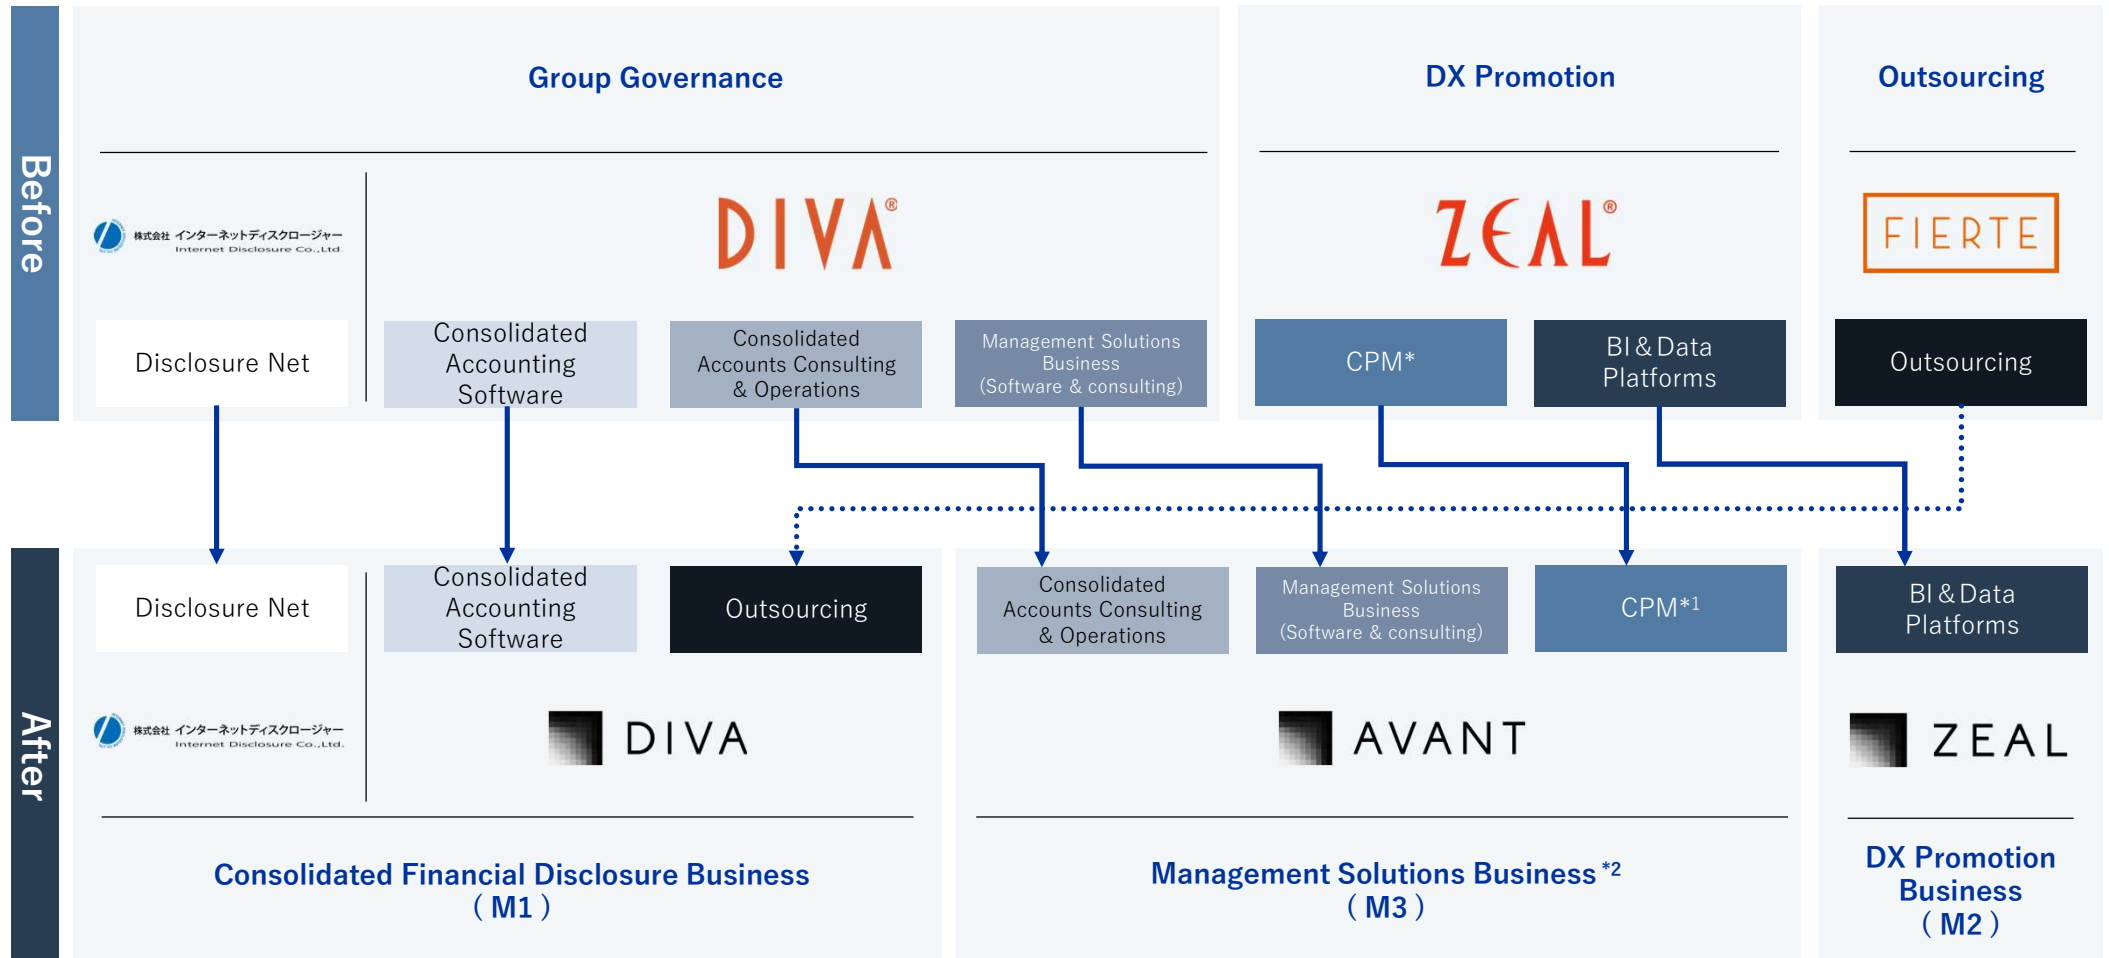 Before
Group Governance
DX Promotion
Outsourcing
株式会社 インターネットディスクロージャー
Internet Disclosure Co.,Ltd.
DIVA®
ZEAL®
FIERTE
Disclosure Net
Consolidated
Accounting
Software
Consolidated
Accounts Consulting
& Operations
Management Solutions
Business
(Software & consulting)
CPM*
BI & Data
Platforms
Outsourcing
After
Disclosure Net
Consolidated
Accounting
Software
Outsourcing
Consolidated
Accounts Consulting
& Operations
Management Solutions
Business
(Software & consulting)
CPM*1
BI & Data
Platforms
株式会社 インターネットディスクロージャー
Internet Disclosure Co.,Ltd.
DIVA
AVANT
ZEAL
Consolidated Financial Disclosure Business
( M1 )
Management Solutions Business *2
( M3 )
DX Promotion
Business
( M2 )